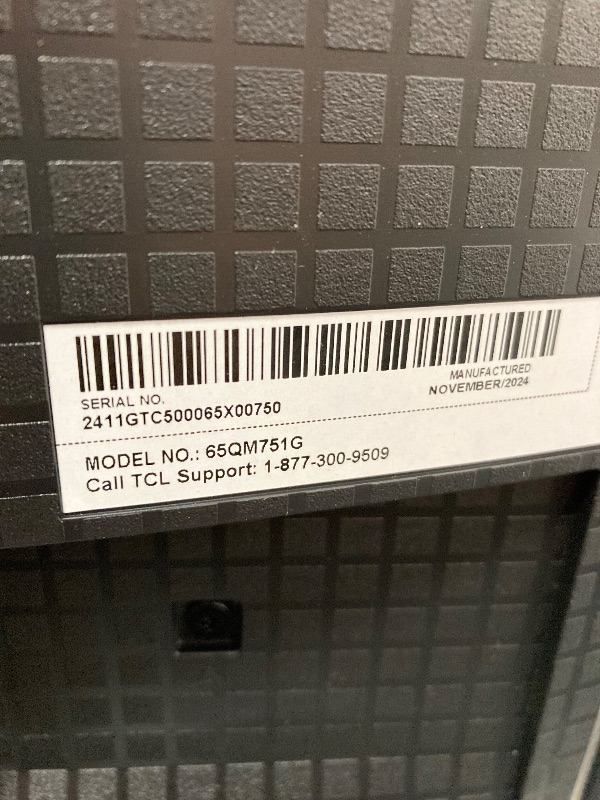 SERIAL NO.
2411GTC500065X00750
MANUFACTURED
NOVEMBER/2024
MODEL NO.: 65QM751G
Call TCL Support: 1-877-300-9509